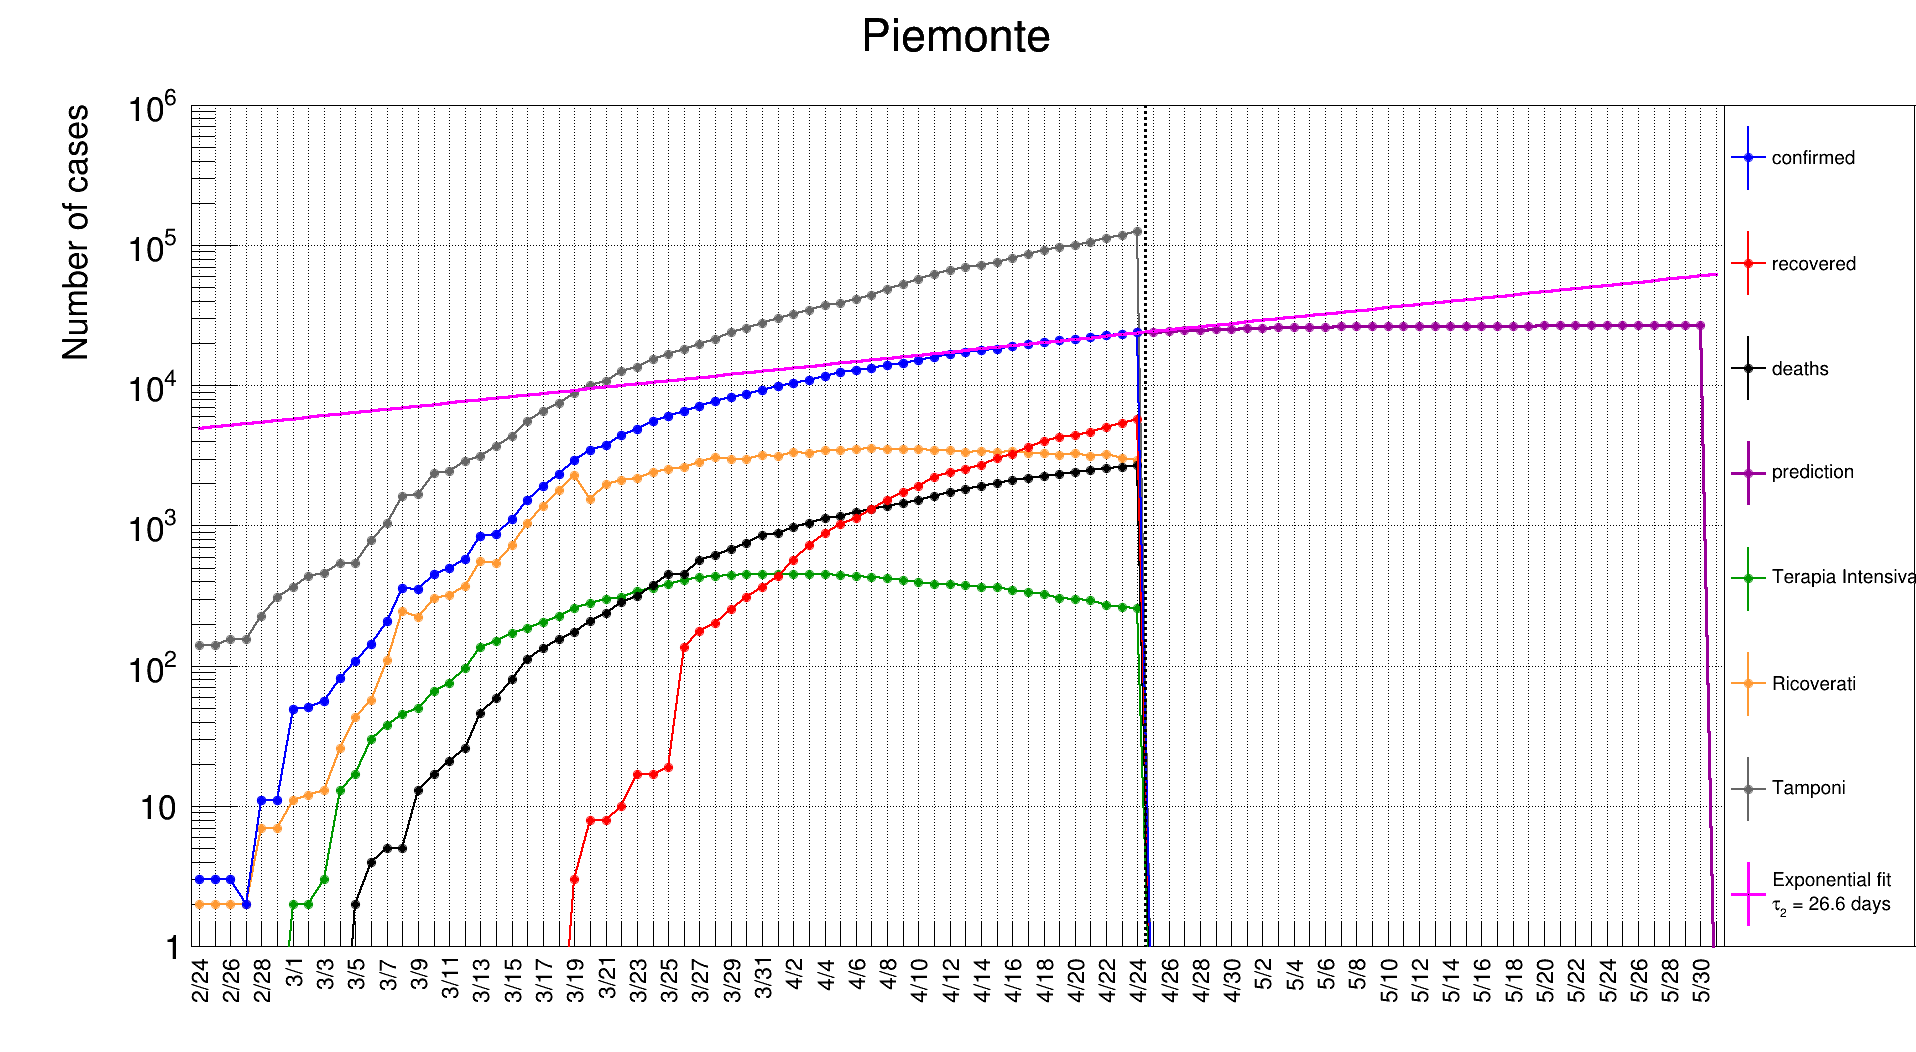 Piemonte
Number of cases
10^6
10^5
10^4
10^3
10^2
10
1
2/24 2/26 2/28 3/1 3/3 3/5 3/7 3/9 3/11 3/13 3/15 3/17 3/19 3/21 3/23 3/25 3/27 3/29 3/31 4/2 4/4 4/6 4/8 4/10 4/12 4/14 4/16 4/18 4/20 4/22 4/24 4/26 4/28 4/30 5/2 5/4 5/6 5/8 5/10 5/12 5/14 5/16 5/18 5/20 5/22 5/24 5/26 5/28 5/30
confirmed
recovered
deaths
prediction
Terapia Intensiva
Ricoverati
Tamponi
Exponential fit
τ_2 = 26.6 days